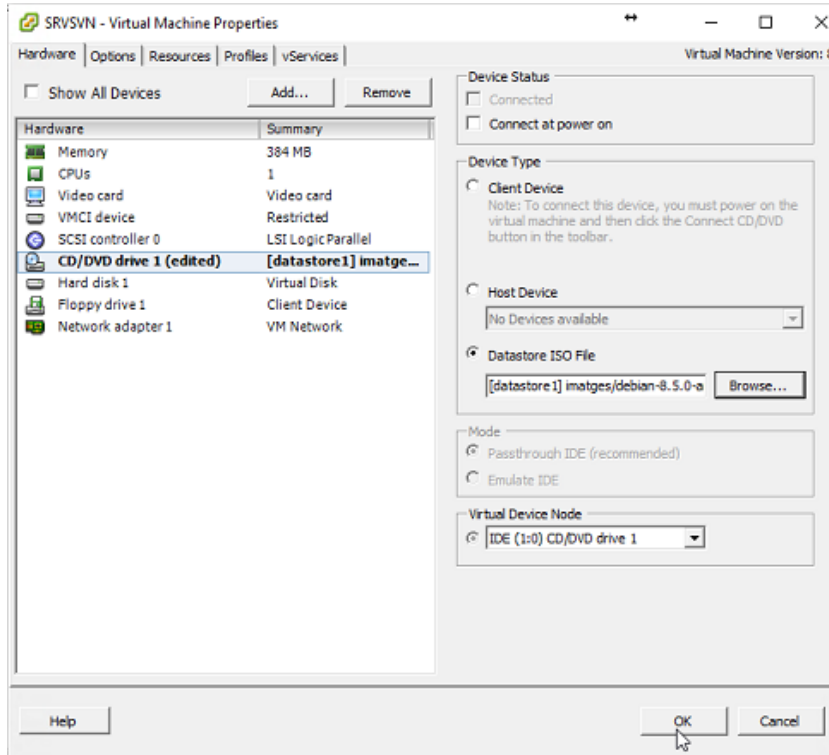 SRVSVN - Virtual Machine Properties
Hardware Options Resources Profiles vServices
Virtual Machine Version: 8
Show All Devices
Add...
Remove
Hardware Summary
Memory 384 MB
CPUs 1
Video card Video card
VMCI device Restricted
SCSI controller 0 LSI Logic Parallel
CD/DVD drive 1 (edited) [datastore1] imatge...
Hard disk 1 Virtual Disk
Floppy drive 1 Client Device
Network adapter 1 VM Network
Device Status
Connected
Connect at power on
Device Type
Client Device
Note: To connect this device, you must power on the
virtual machine and then click the Connect CD/DVD
button in the toolbar.
Host Device
No Devices available
Datastore ISO File
[datastore1] imatges/debian-8.5.0-a
Browse...
Mode
Passthrough IDE (recommended)
Emulate IDE
Virtual Device Node
IDE (1:0) CD/DVD drive 1
Help
OK
Cancel